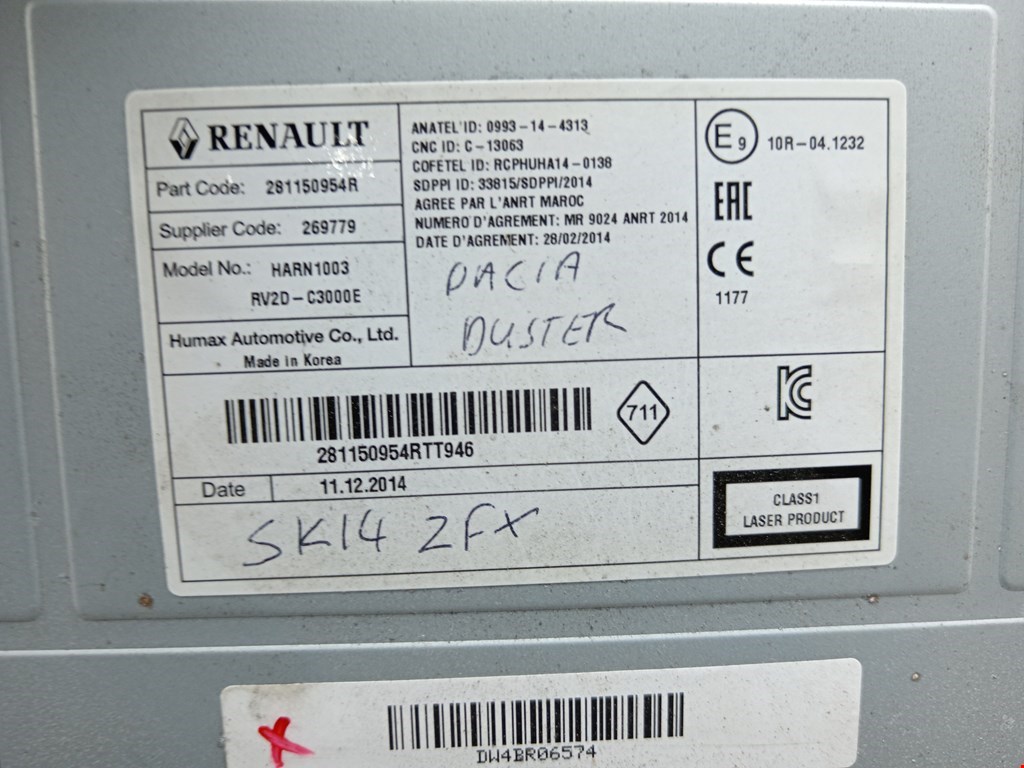 RENAULT
Part Code: 281150954R
Supplier Code: 269779
Model No.: HARN1003
RV2D-C3000E
Humax Automotive Co., Ltd.
Made in Korea
ANATEL'ID: 0993-14-4313
CNC ID: C-13063
COFETEL ID: RCPHUHA14-0138
SDPPI ID: 33815/SDPPI/2014
AGREE PAR L'ANRT MAROC
NUMERO D'AGREMENT: MR 9024 ANRT 2014
DATE D'AGREMENT: 28/02/2014
DACIA
DUSTER
E9 10R-04.1232
EAC
CE
1177
281150954RTT946
711
KC
Date 11.12.2014
SK14 ZFX
CLASS1
LASER PRODUCT
X
DW4BR06574